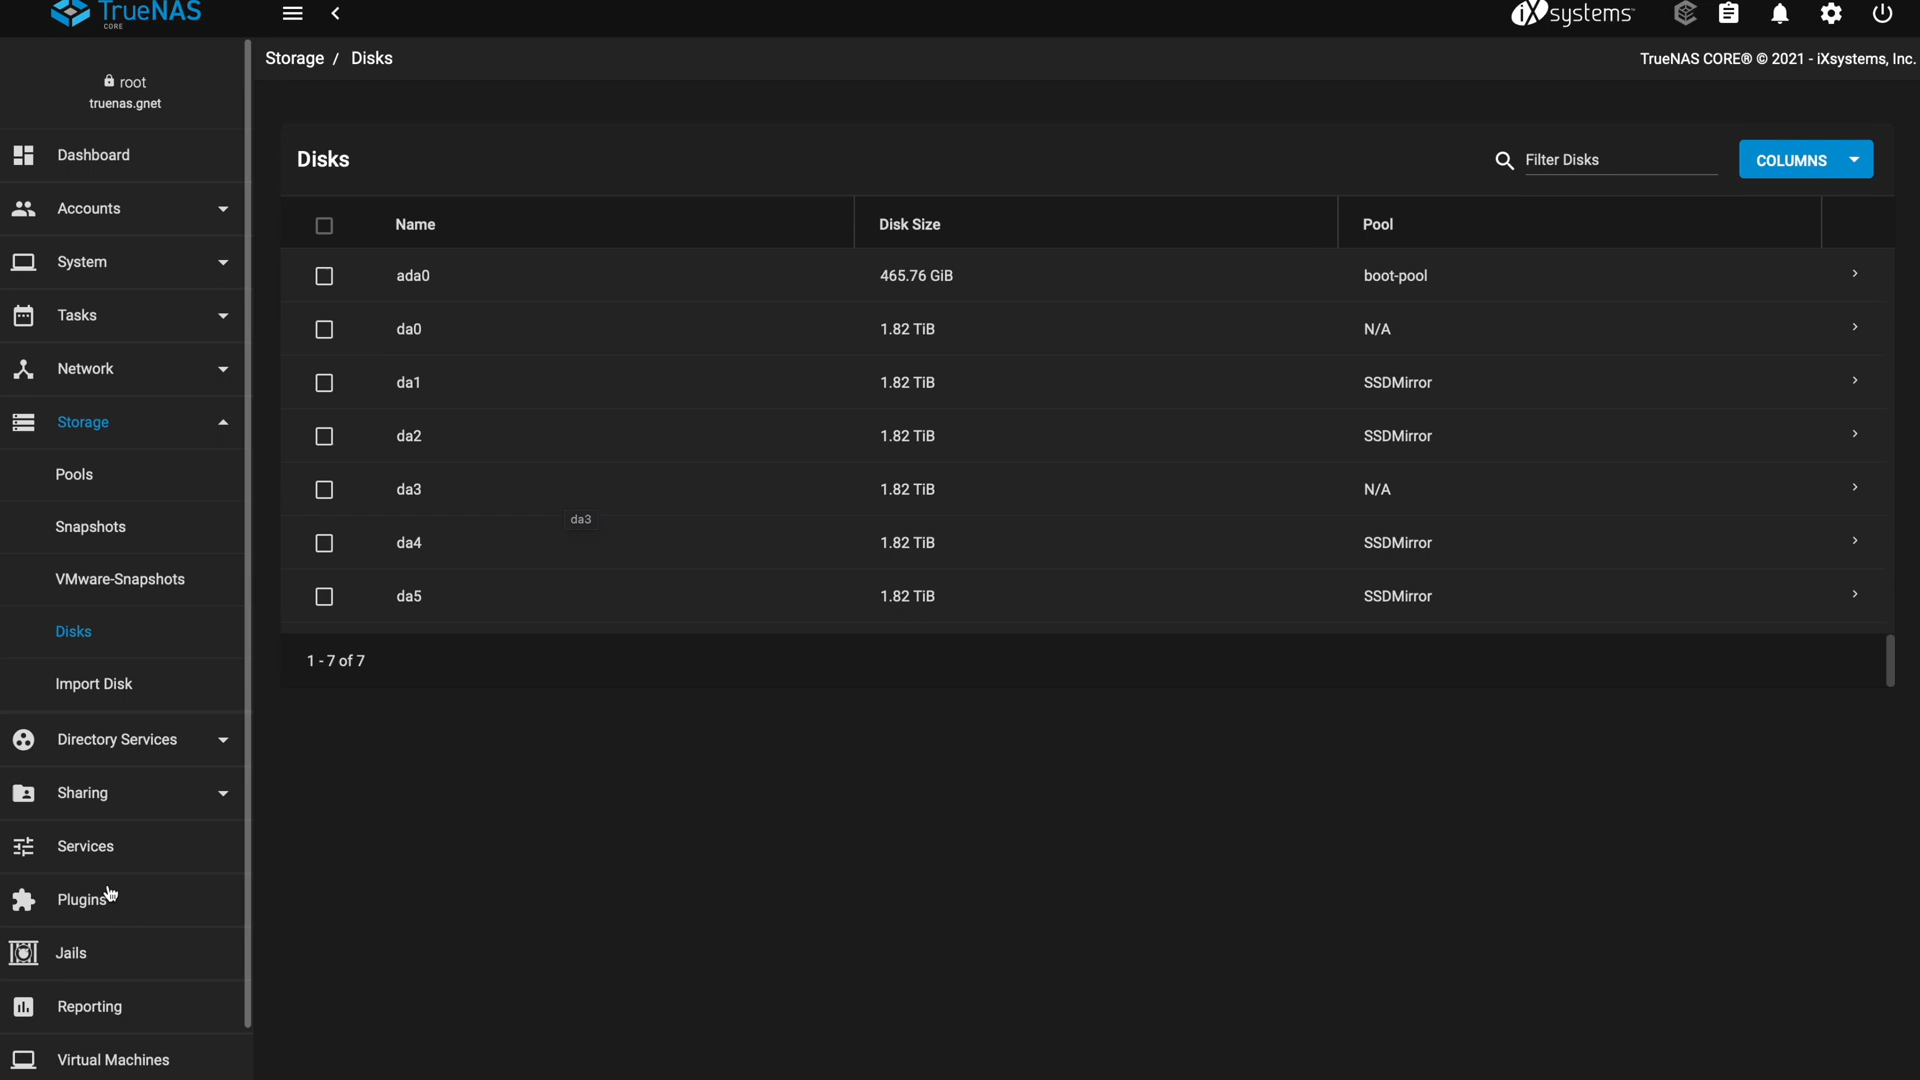 TrueNAS
CORE
iXsystems™
Storage / Disks
TrueNAS CORE® © 2021 - iXsystems, Inc.
root
truenas.gnet
Dashboard
Accounts
System
Tasks
Network
Storage
Pools
Snapshots
VMware-Snapshots
Disks
Import Disk
Directory Services
Sharing
Services
Plugins
Jails
Reporting
Virtual Machines
Disks
Filter Disks
COLUMNS
Name Disk Size Pool
ada0 465.76 GiB boot-pool
da0 1.82 TiB N/A
da1 1.82 TiB SSDMirror
da2 1.82 TiB SSDMirror
da3 1.82 TiB N/A
da3
da4 1.82 TiB SSDMirror
da5 1.82 TiB SSDMirror
1 - 7 of 7